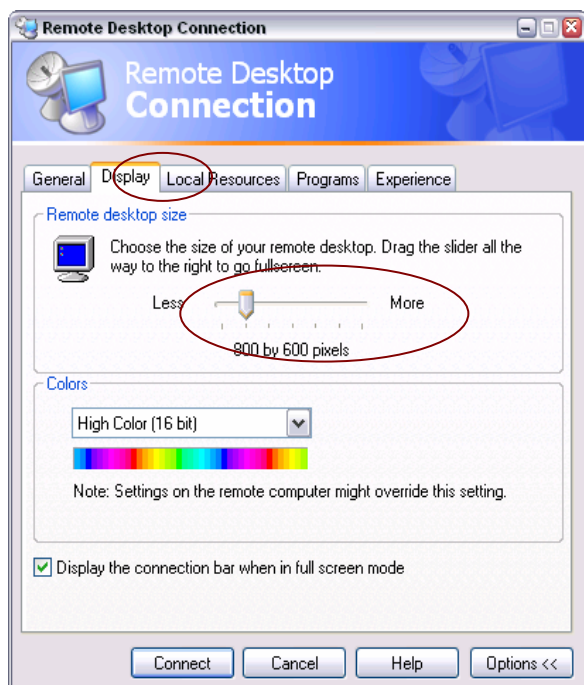 Remote Desktop Connection
Remote Desktop
Connection
General Display Local Resources Programs Experience
Remote desktop size
Choose the size of your remote desktop. Drag the slider all the
way to the right to go fullscreen.
Less More
800 by 600 pixels
Colors
High Color (16 bit)
Note: Settings on the remote computer might override this setting.
Display the connection bar when in full screen mode
Connect Cancel Help Options <<